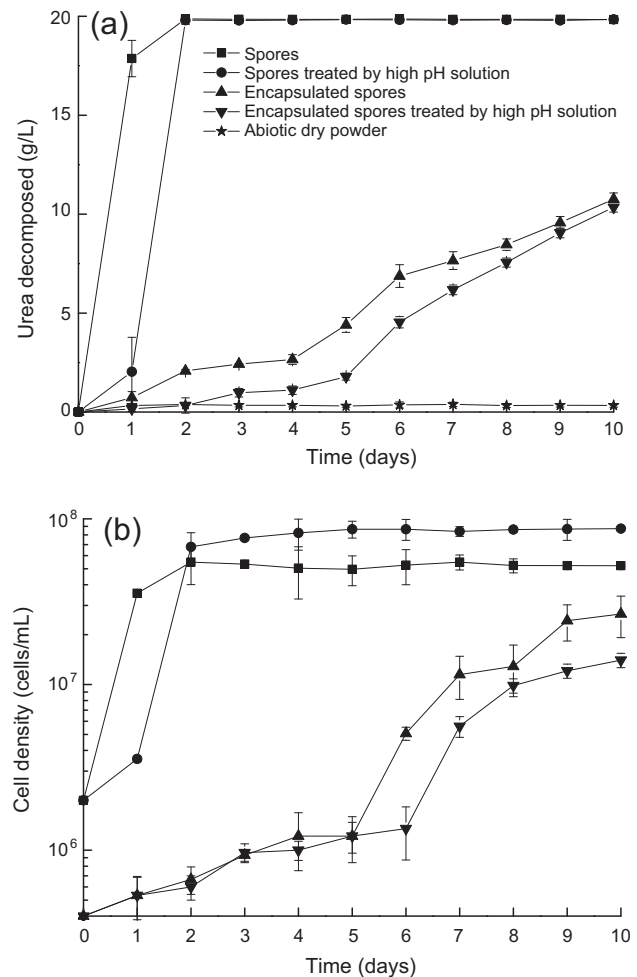 (a)
20
15
10
5
0
Urea decomposed (g/L)
Spores
Spores treated by high pH solution
Encapsulated spores
Encapsulated spores treated by high pH solution
Abiotic dry powder
0 1 2 3 4 5 6 7 8 9 10
Time (days)
(b)
10⁸
10⁷
10⁶
Cell density (cells/mL)
0 1 2 3 4 5 6 7 8 9 10
Time (days)